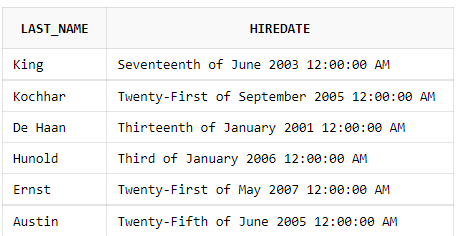 LAST_NAME HIREDATE
King Seventeenth of June 2003 12:00:00 AM
Kochhar Twenty-First of September 2005 12:00:00 AM
De Haan Thirteenth of January 2001 12:00:00 AM
Hunold Third of January 2006 12:00:00 AM
Ernst Twenty-First of May 2007 12:00:00 AM
Austin Twenty-Fifth of June 2005 12:00:00 AM